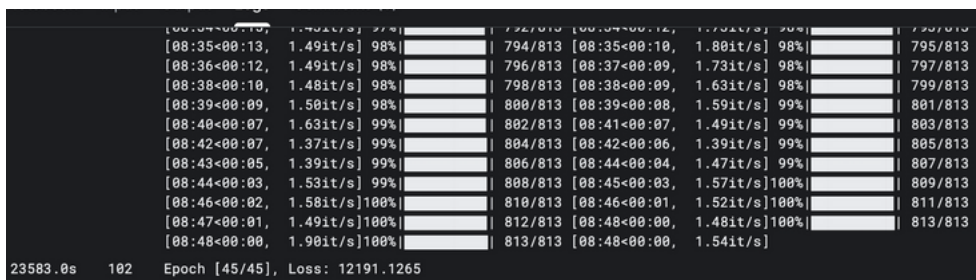 [08:35<00:13, 1.49it/s] 98%| | 794/813 [08:35<00:10, 1.80it/s] 98%| | 795/813
[08:36<00:12, 1.49it/s] 98%| | 796/813 [08:37<00:09, 1.73it/s] 98%| | 797/813
[08:38<00:10, 1.48it/s] 98%| | 798/813 [08:38<00:09, 1.63it/s] 98%| | 799/813
[08:39<00:09, 1.50it/s] 98%| | 800/813 [08:39<00:08, 1.59it/s] 99%| | 801/813
[08:40<00:07, 1.63it/s] 99%| | 802/813 [08:41<00:07, 1.49it/s] 99%| | 803/813
[08:42<00:07, 1.37it/s] 99%| | 804/813 [08:42<00:06, 1.39it/s] 99%| | 805/813
[08:43<00:05, 1.39it/s] 99%| | 806/813 [08:44<00:04, 1.47it/s] 99%| | 807/813
[08:44<00:03, 1.53it/s] 99%| | 808/813 [08:45<00:03, 1.57it/s]100%| | 809/813
[08:46<00:02, 1.58it/s]100%| | 810/813 [08:46<00:01, 1.52it/s]100%| | 811/813
[08:47<00:01, 1.49it/s]100%| | 812/813 [08:48<00:00, 1.48it/s]100%| | 813/813
[08:48<00:00, 1.90it/s]100%| | 813/813 [08:48<00:00, 1.54it/s]
23583.0s 102 Epoch [45/45], Loss: 12191.1265